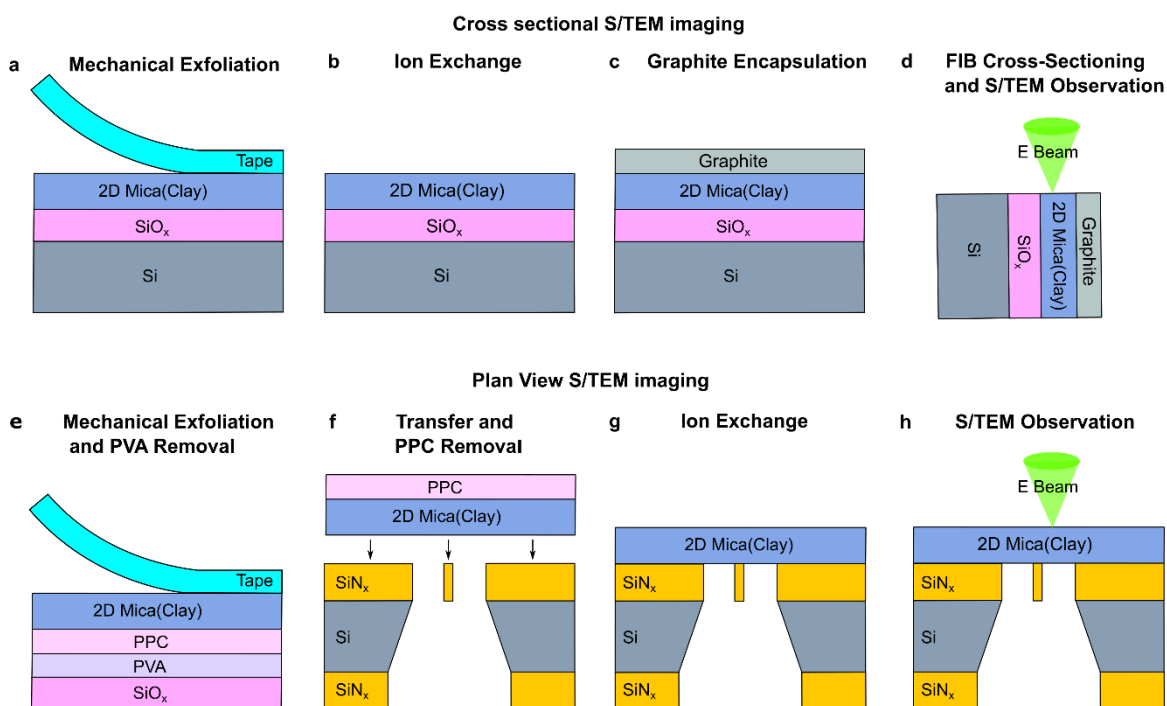 Cross sectional S/TEM imaging
a Mechanical Exfoliation
Tape
2D Mica(Clay)
SiOₓ
Si
b Ion Exchange
2D Mica(Clay)
SiOₓ
Si
c Graphite Encapsulation
Graphite
2D Mica(Clay)
SiOₓ
Si
d FIB Cross-Sectioning
and S/TEM Observation
E Beam
Si
SiOₓ
2D Mica(Clay)
Graphite
Plan View S/TEM imaging
e Mechanical Exfoliation
and PVA Removal
Tape
2D Mica(Clay)
PPC
PVA
SiOₓ
f Transfer and
PPC Removal
PPC
2D Mica(Clay)
SiNₓ
Si
SiNₓ
g Ion Exchange
2D Mica(Clay)
SiNₓ
Si
SiNₓ
h S/TEM Observation
E Beam
2D Mica(Clay)
SiNₓ
Si
SiNₓ